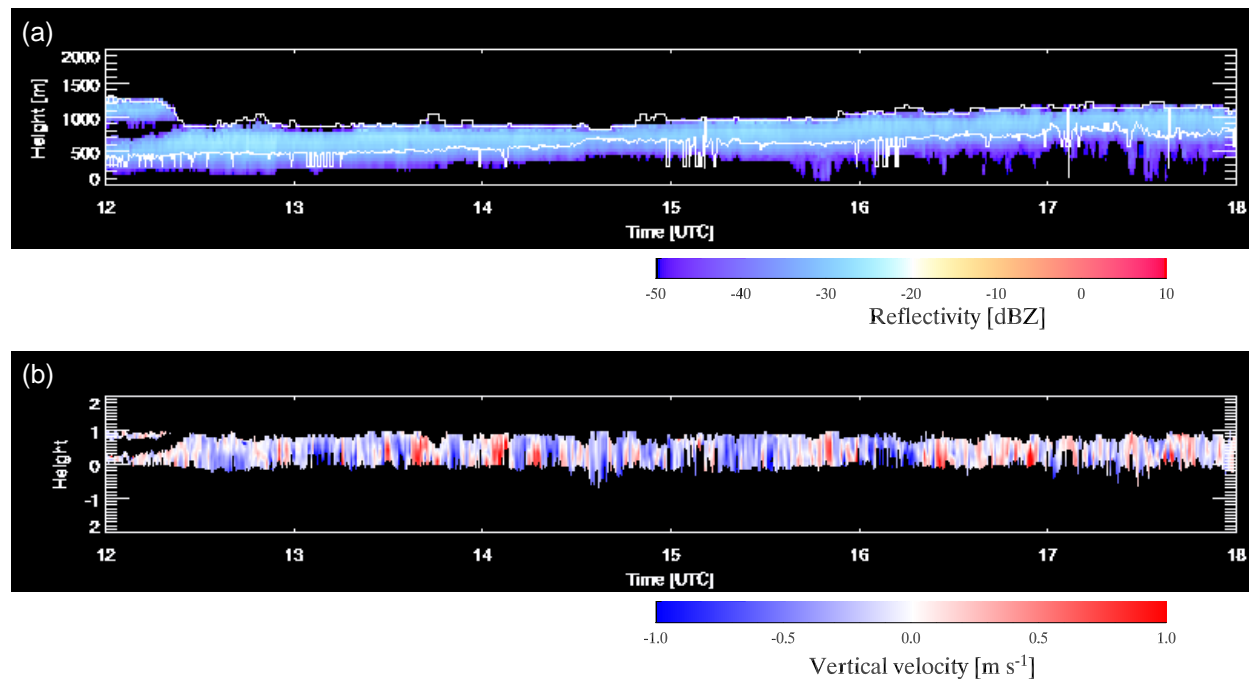 (a)
2000
1500
1000
500
0
Height [m]
12 13 14 15 16 17 18
Time [UTC]
-50 -40 -30 -20 -10 0 10
Reflectivity [dBZ]
(b)
2
1
0
-1
2
Height
12 13 14 15 16 17 18
Time [UTC]
-1.0 -0.5 0.0 0.5 1.0
Vertical velocity [m s⁻¹]